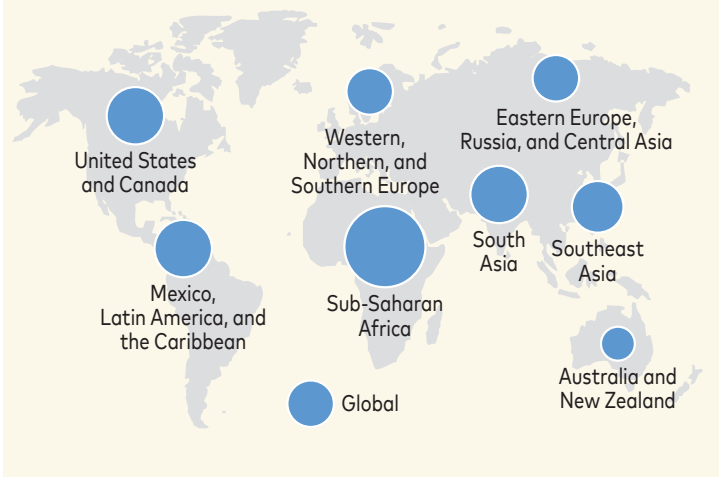 United States
and Canada
Western,
Northern, and
Southern Europe
Eastern Europe,
Russia, and Central Asia
South
Asia
Southeast
Asia
Mexico,
Latin America, and
the Caribbean
Sub-Saharan
Africa
Australia and
New Zealand
Global